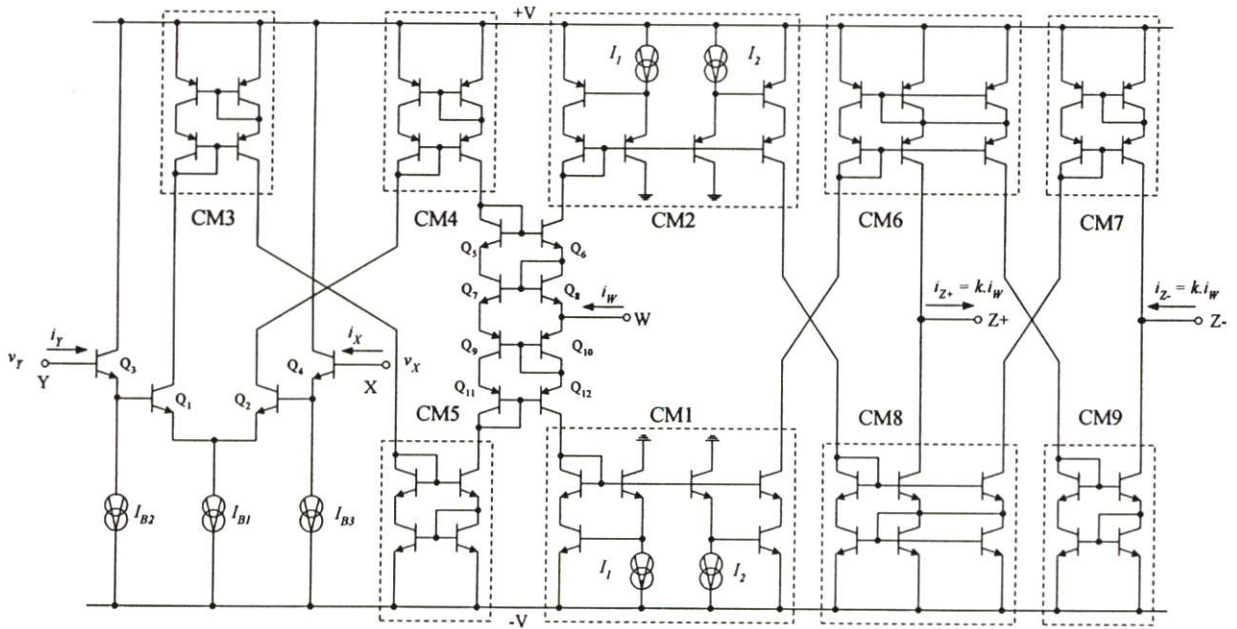 +V
I1 I2
CM3 CM4 CM2 CM6 CM7
Q5 Q6
Q7 Q8
iW
W
iZ+ = k.iW
Z+
iZ- = k.iW
Z-
iY
vY
Y
Q3
iX
vX
X
Q4
Q9 Q10
Q1 Q2
Q11 Q12
CM5 CM1 CM8 CM9
IB2 IB1 IB3
I1 I2
-V